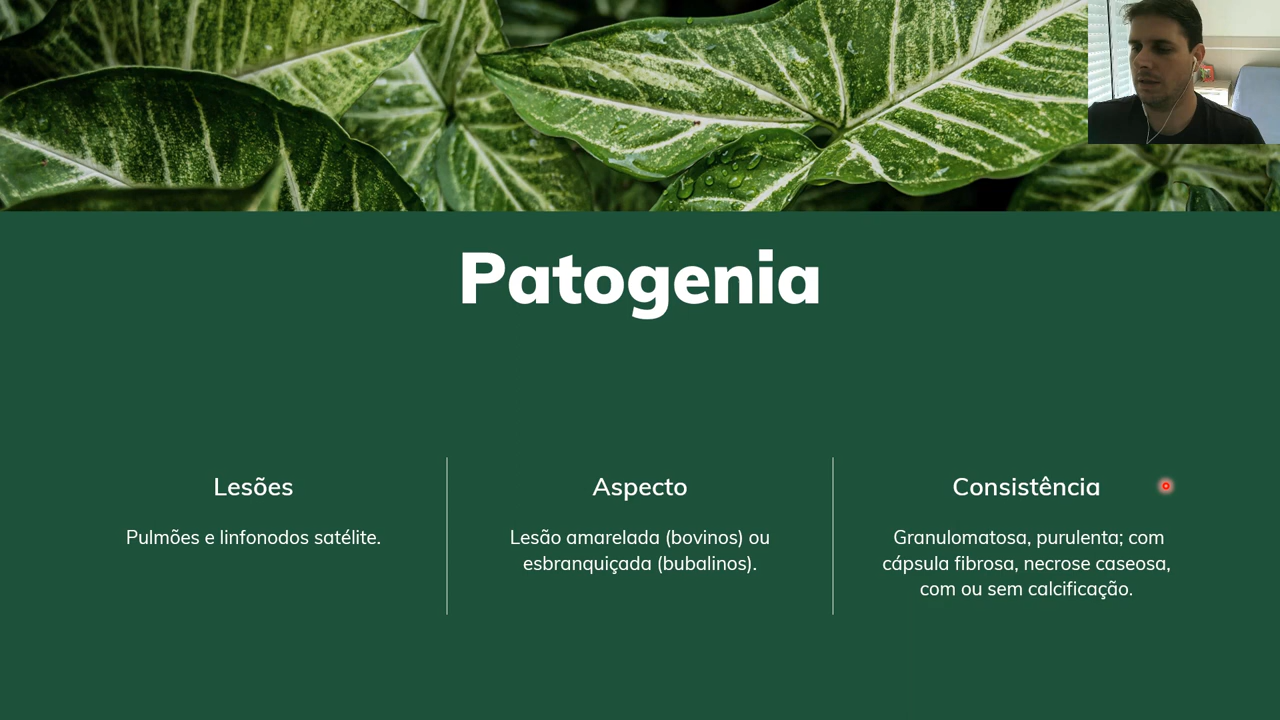 Patogenia
Lesões
Pulmões e linfonodos satélite.
Aspecto
Lesão amarelada (bovinos) ou
esbranquiçada (bubalinos).
Consistência
Granulomatosa, purulenta; com
cápsula fibrosa, necrose caseosa,
com ou sem calcificação.